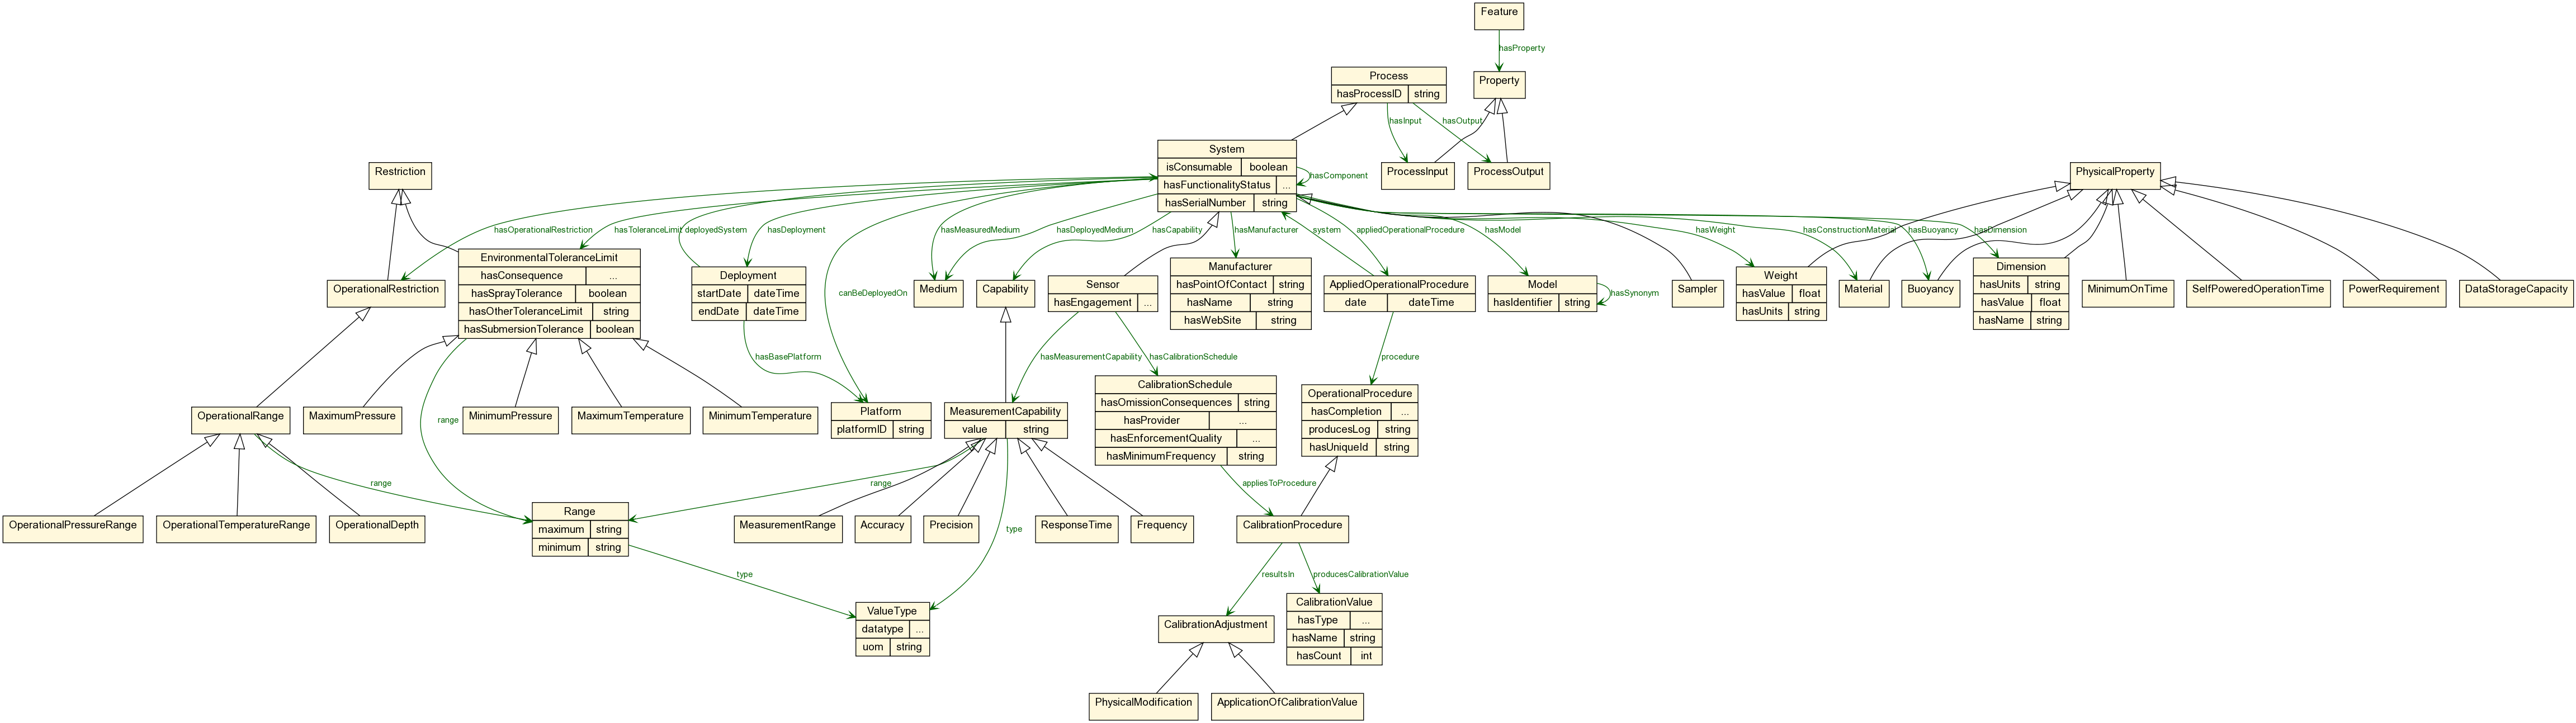 Feature
hasProperty
Process
hasProcessID string
Property
hasInput
hasOutput
System
isConsumable boolean
hasFunctionalityStatus ...
hasSerialNumber string
hasComponent
ProcessInput
ProcessOutput
Restriction
PhysicalProperty
hasOperationalRestriction
hasToleranceLimit
deployedSystem
hasDeployment
hasMeasuredMedium
hasDeployedMedium
hasCapability
hasManufacturer
system
appliedOperationalProcedure
hasModel
hasWeight
hasConstructionMaterial
hasBuoyancy
hasDimension
OperationalRestriction
EnvironmentalToleranceLimit
hasConsequence ...
hasSprayTolerance boolean
hasOtherToleranceLimit string
hasSubmersionTolerance boolean
Deployment
startDate dateTime
endDate dateTime
canBeDeployedOn
Medium
Capability
Sensor
hasEngagement ...
Manufacturer
hasPointOfContact string
hasName string
hasWebSite string
AppliedOperationalProcedure
date dateTime
Model
hasIdentifier string
hasSynonym
Sampler
Weight
hasValue float
hasUnits string
Material
Buoyancy
Dimension
hasUnits string
hasValue float
hasName string
MinimumOnTime
SelfPoweredOperationTime
PowerRequirement
DataStorageCapacity
hasBasePlatform
hasMeasurementCapability
hasCalibrationSchedule
procedure
OperationalRange
MaximumPressure
MinimumPressure
MaximumTemperature
MinimumTemperature
range
Platform
platformID string
MeasurementCapability
value string
CalibrationSchedule
hasOmissionConsequences string
hasProvider ...
hasEnforcementQuality ...
hasMinimumFrequency string
OperationalProcedure
hasCompletion ...
producesLog string
hasUniqueId string
range
range
appliesToProcedure
OperationalPressureRange
OperationalTemperatureRange
OperationalDepth
Range
maximum string
minimum string
MeasurementRange
Accuracy
Precision
type
ResponseTime
Frequency
CalibrationProcedure
type
resultsIn
producesCalibrationValue
ValueType
datatype ...
uom string
CalibrationAdjustment
CalibrationValue
hasType ...
hasName string
hasCount int
PhysicalModification
ApplicationOfCalibrationValue